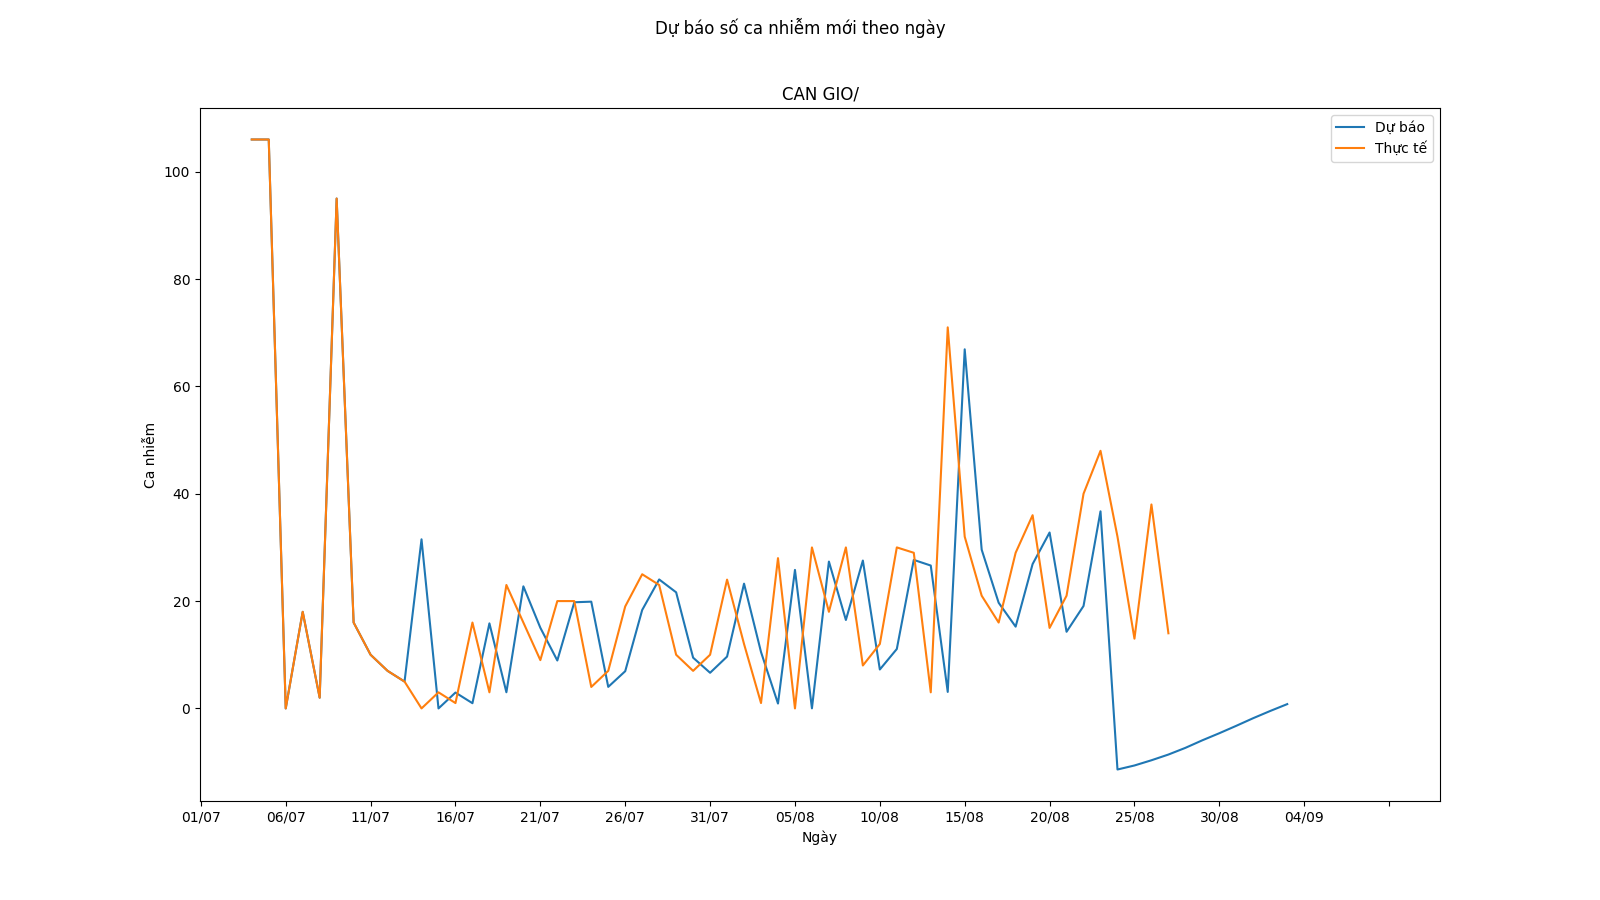 Dự báo số ca nhiễm mới theo ngày
CAN GIO/
Dự báo
Thực tế
100
80
60
40
20
0
Ca nhiễm
01/07 06/07 11/07 16/07 21/07 26/07 31/07 05/08 10/08 15/08 20/08 25/08 30/08 04/09
Ngày